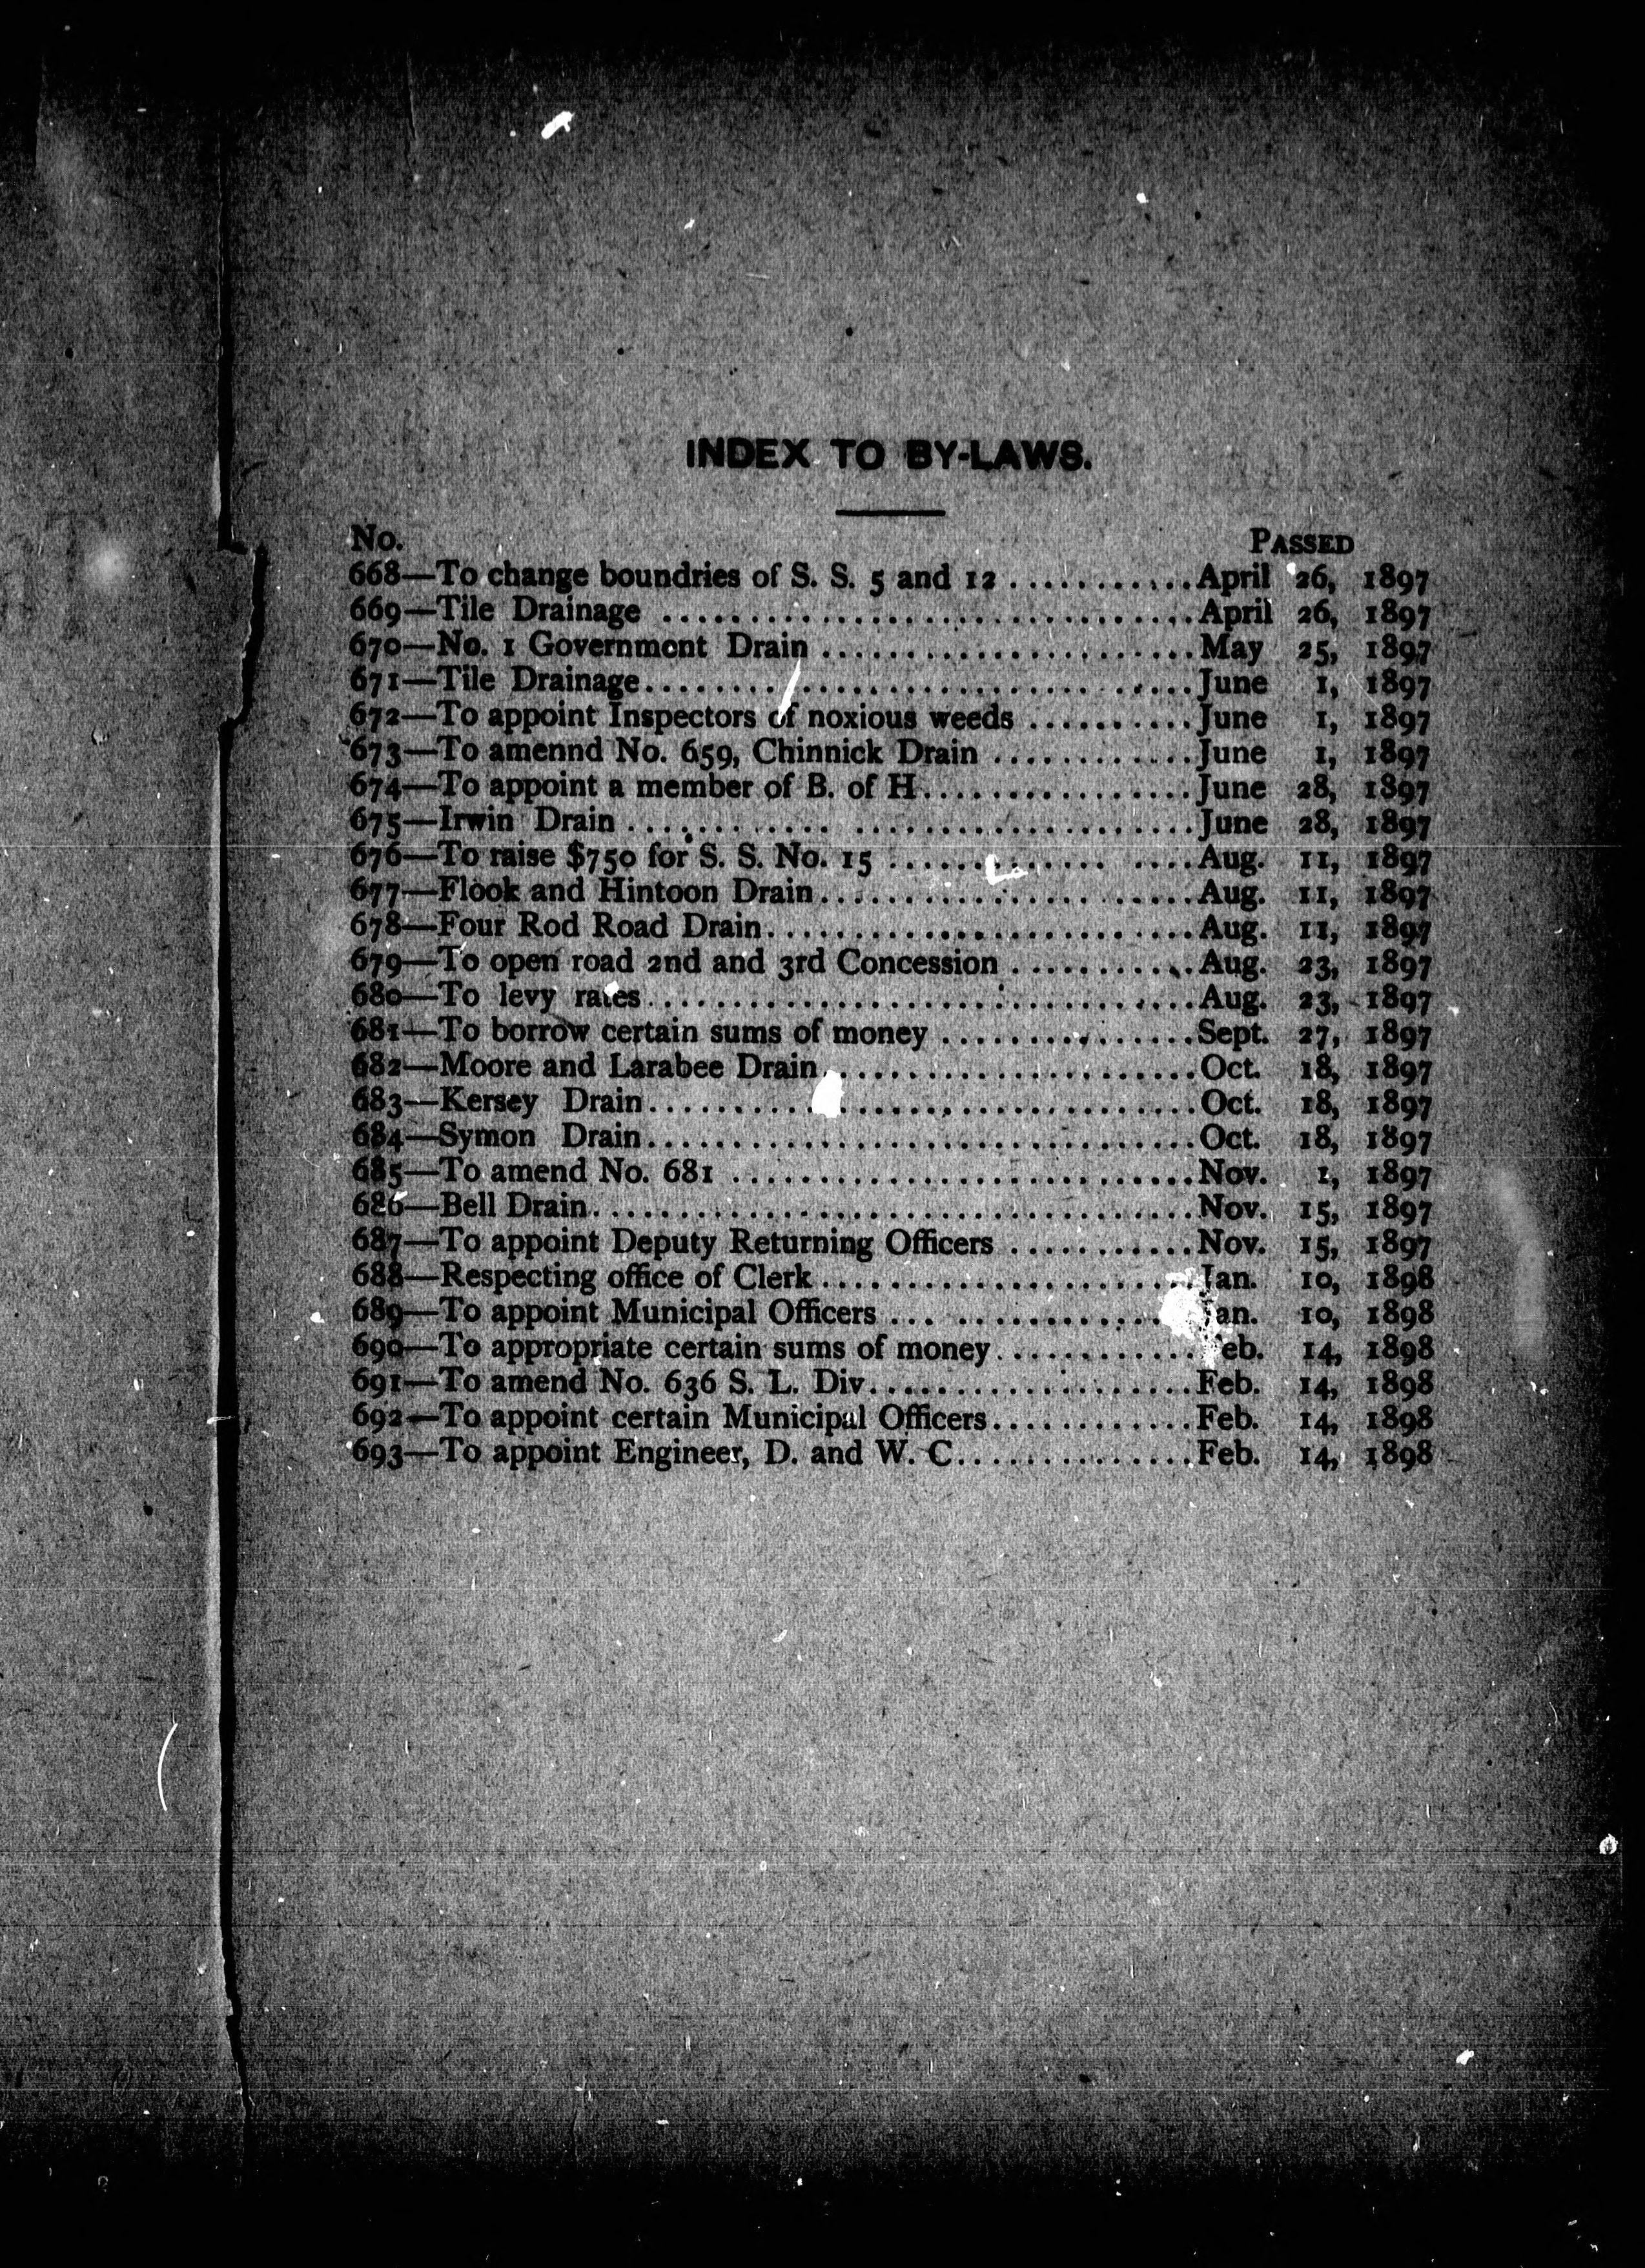 INDEX TO BY-LAWS.
No. PASSED
668—To change boundries of S. S. 5 and 12 ........... April 26, 1897
669—Tile Drainage ................................ April 26, 1897
670—No. 1 Government Drain ...................... May 25, 1897
671—Tile Drainage................................ June 1, 1897
672—To appoint Inspectors of noxious weeds .......... June 1, 1897
673—To amennd No. 659, Chinnick Drain ............ June 1, 1897
674—To appoint a member of B. of H................ June 28, 1897
675—Irwin Drain ................................ June 28, 1897
676—To raise $750 for S. S. No. 15 ................. Aug. 11, 1897
677—Flook and Hintoon Drain...................... Aug. 11, 1897
678—Four Rod Road Drain......................... Aug. 11, 1897
679—To open road 2nd and 3rd Concession ........... Aug. 23, 1897
680—To levy rates................................ Aug. 23, 1897
681—To borrow certain sums of money ............... Sept. 27, 1897
682—Moore and Larabee Drain...................... Oct. 18, 1897
683—Kersey Drain................................ Oct. 18, 1897
684—Symon Drain................................ Oct. 18, 1897
685—To amend No. 681 ........................... Nov. 1, 1897
686—Bell Drain................................... Nov. 15, 1897
687—To appoint Deputy Returning Officers ........... Nov. 15, 1897
688—Respecting office of Clerk...................... Jan. 10, 1898
689—To appoint Municipal Officers ................ Jan. 10, 1898
690—To appropriate certain sums of money............ Feb. 14, 1898
691—To amend No. 636 S. L. Div................... Feb. 14, 1898
692—To appoint certain Municipal Officers............ Feb. 14, 1898
693—To appoint Engineer, D. and W. C.............. Feb. 14, 1898